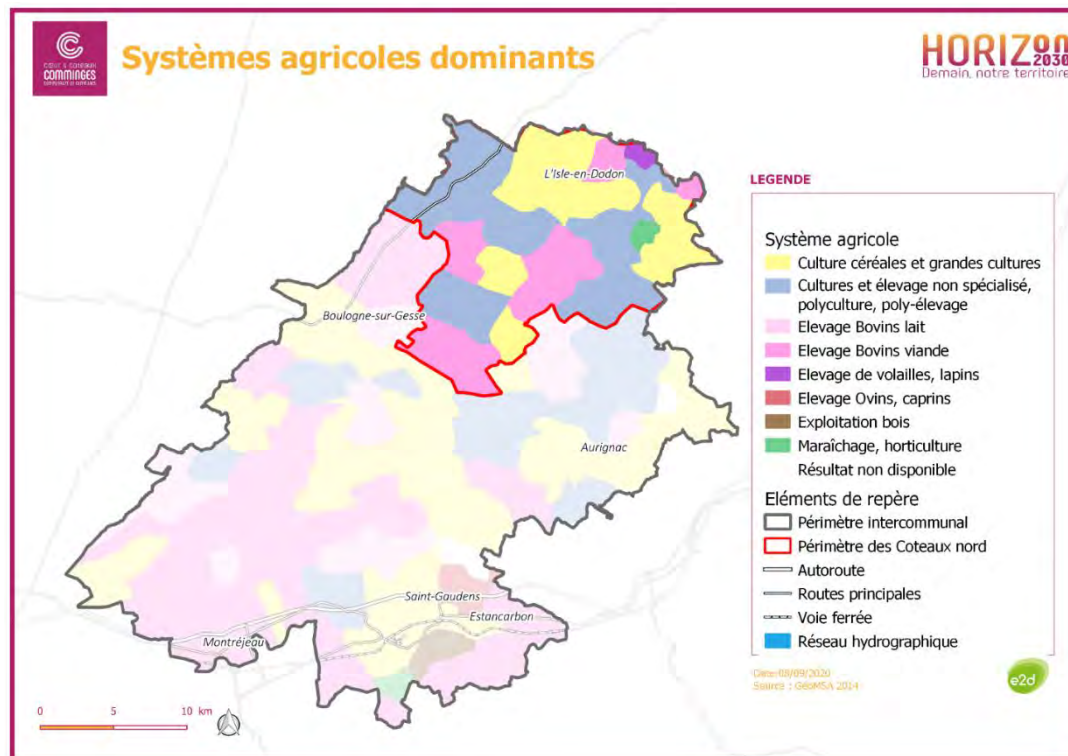 CŒUR & COTEAUX
COMMINGES
Systèmes agricoles dominants
HORIZON
2030
Demain, notre territoire
L'Isle-en-Dodon
Boulogne-sur-Gesse
Aurignac
Saint-Gaudens
Estancarbon
Montréjeau
0 5 10 km
LEGENDE
Système agricole
Culture céréales et grandes cultures
Cultures et élevage non spécialisé,
polyculture, poly-élevage
Elevage Bovins lait
Elevage Bovins viande
Elevage de volailles, lapins
Elevage Ovins, caprins
Exploitation bois
Maraîchage, horticulture
Résultat non disponible
Eléments de repère
Périmètre intercommunal
Périmètre des Coteaux nord
Autoroute
Routes principales
Voie ferrée
Réseau hydrographique
Date: 08/09/2020
Source : GéoMSA 2014
e2d